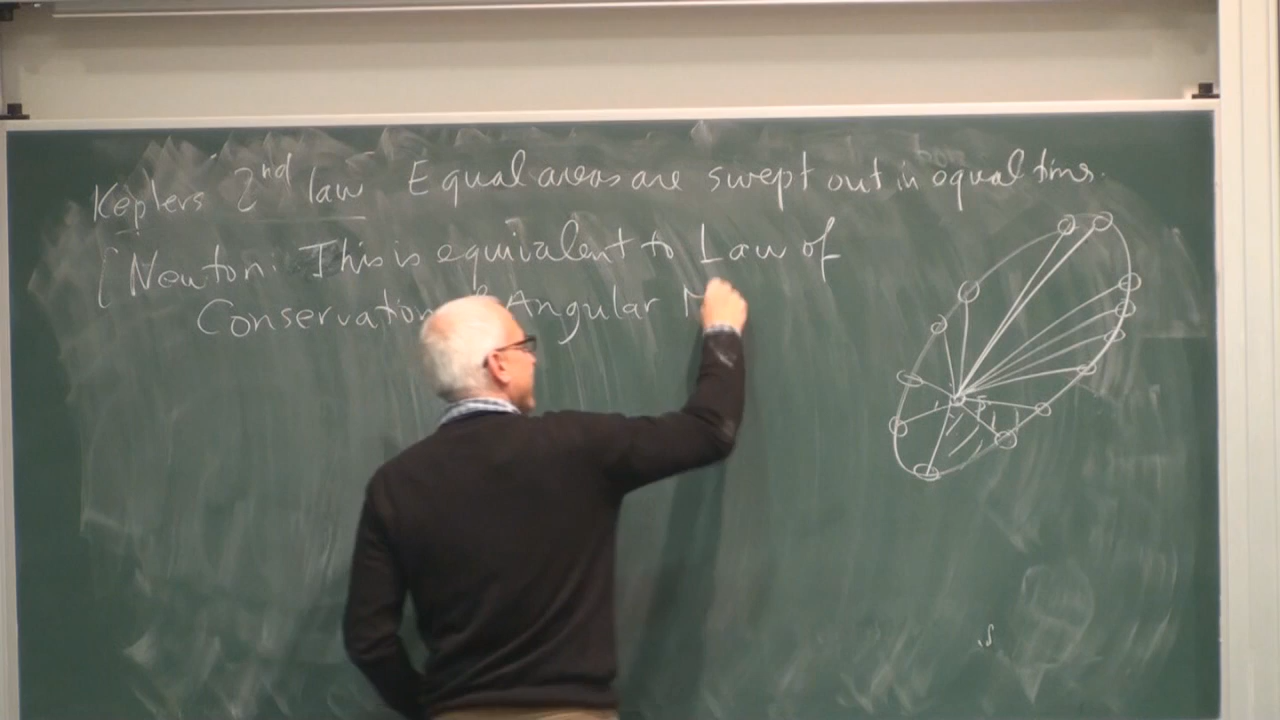 Keplers 2nd law Equal areas are swept out in equal times.
[Newton: This is equivalent to Law of
Conservation Angular